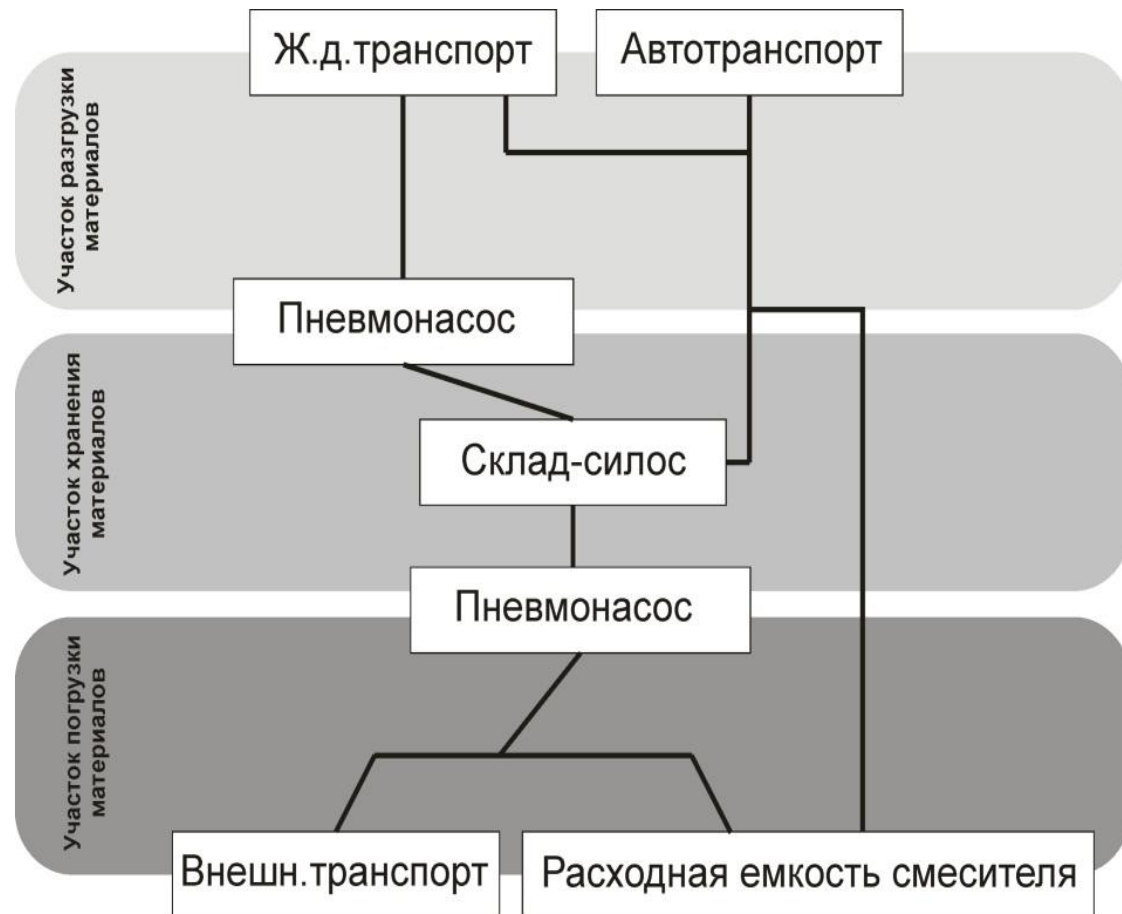 Ж.д.транспорт
Автотранспорт
Участок разгрузки
материалов
Пневмонасос
Участок хранения
материалов
Склад-силос
Пневмонасос
Участок погрузки
материалов
Внешн.транспорт
Расходная емкость смесителя